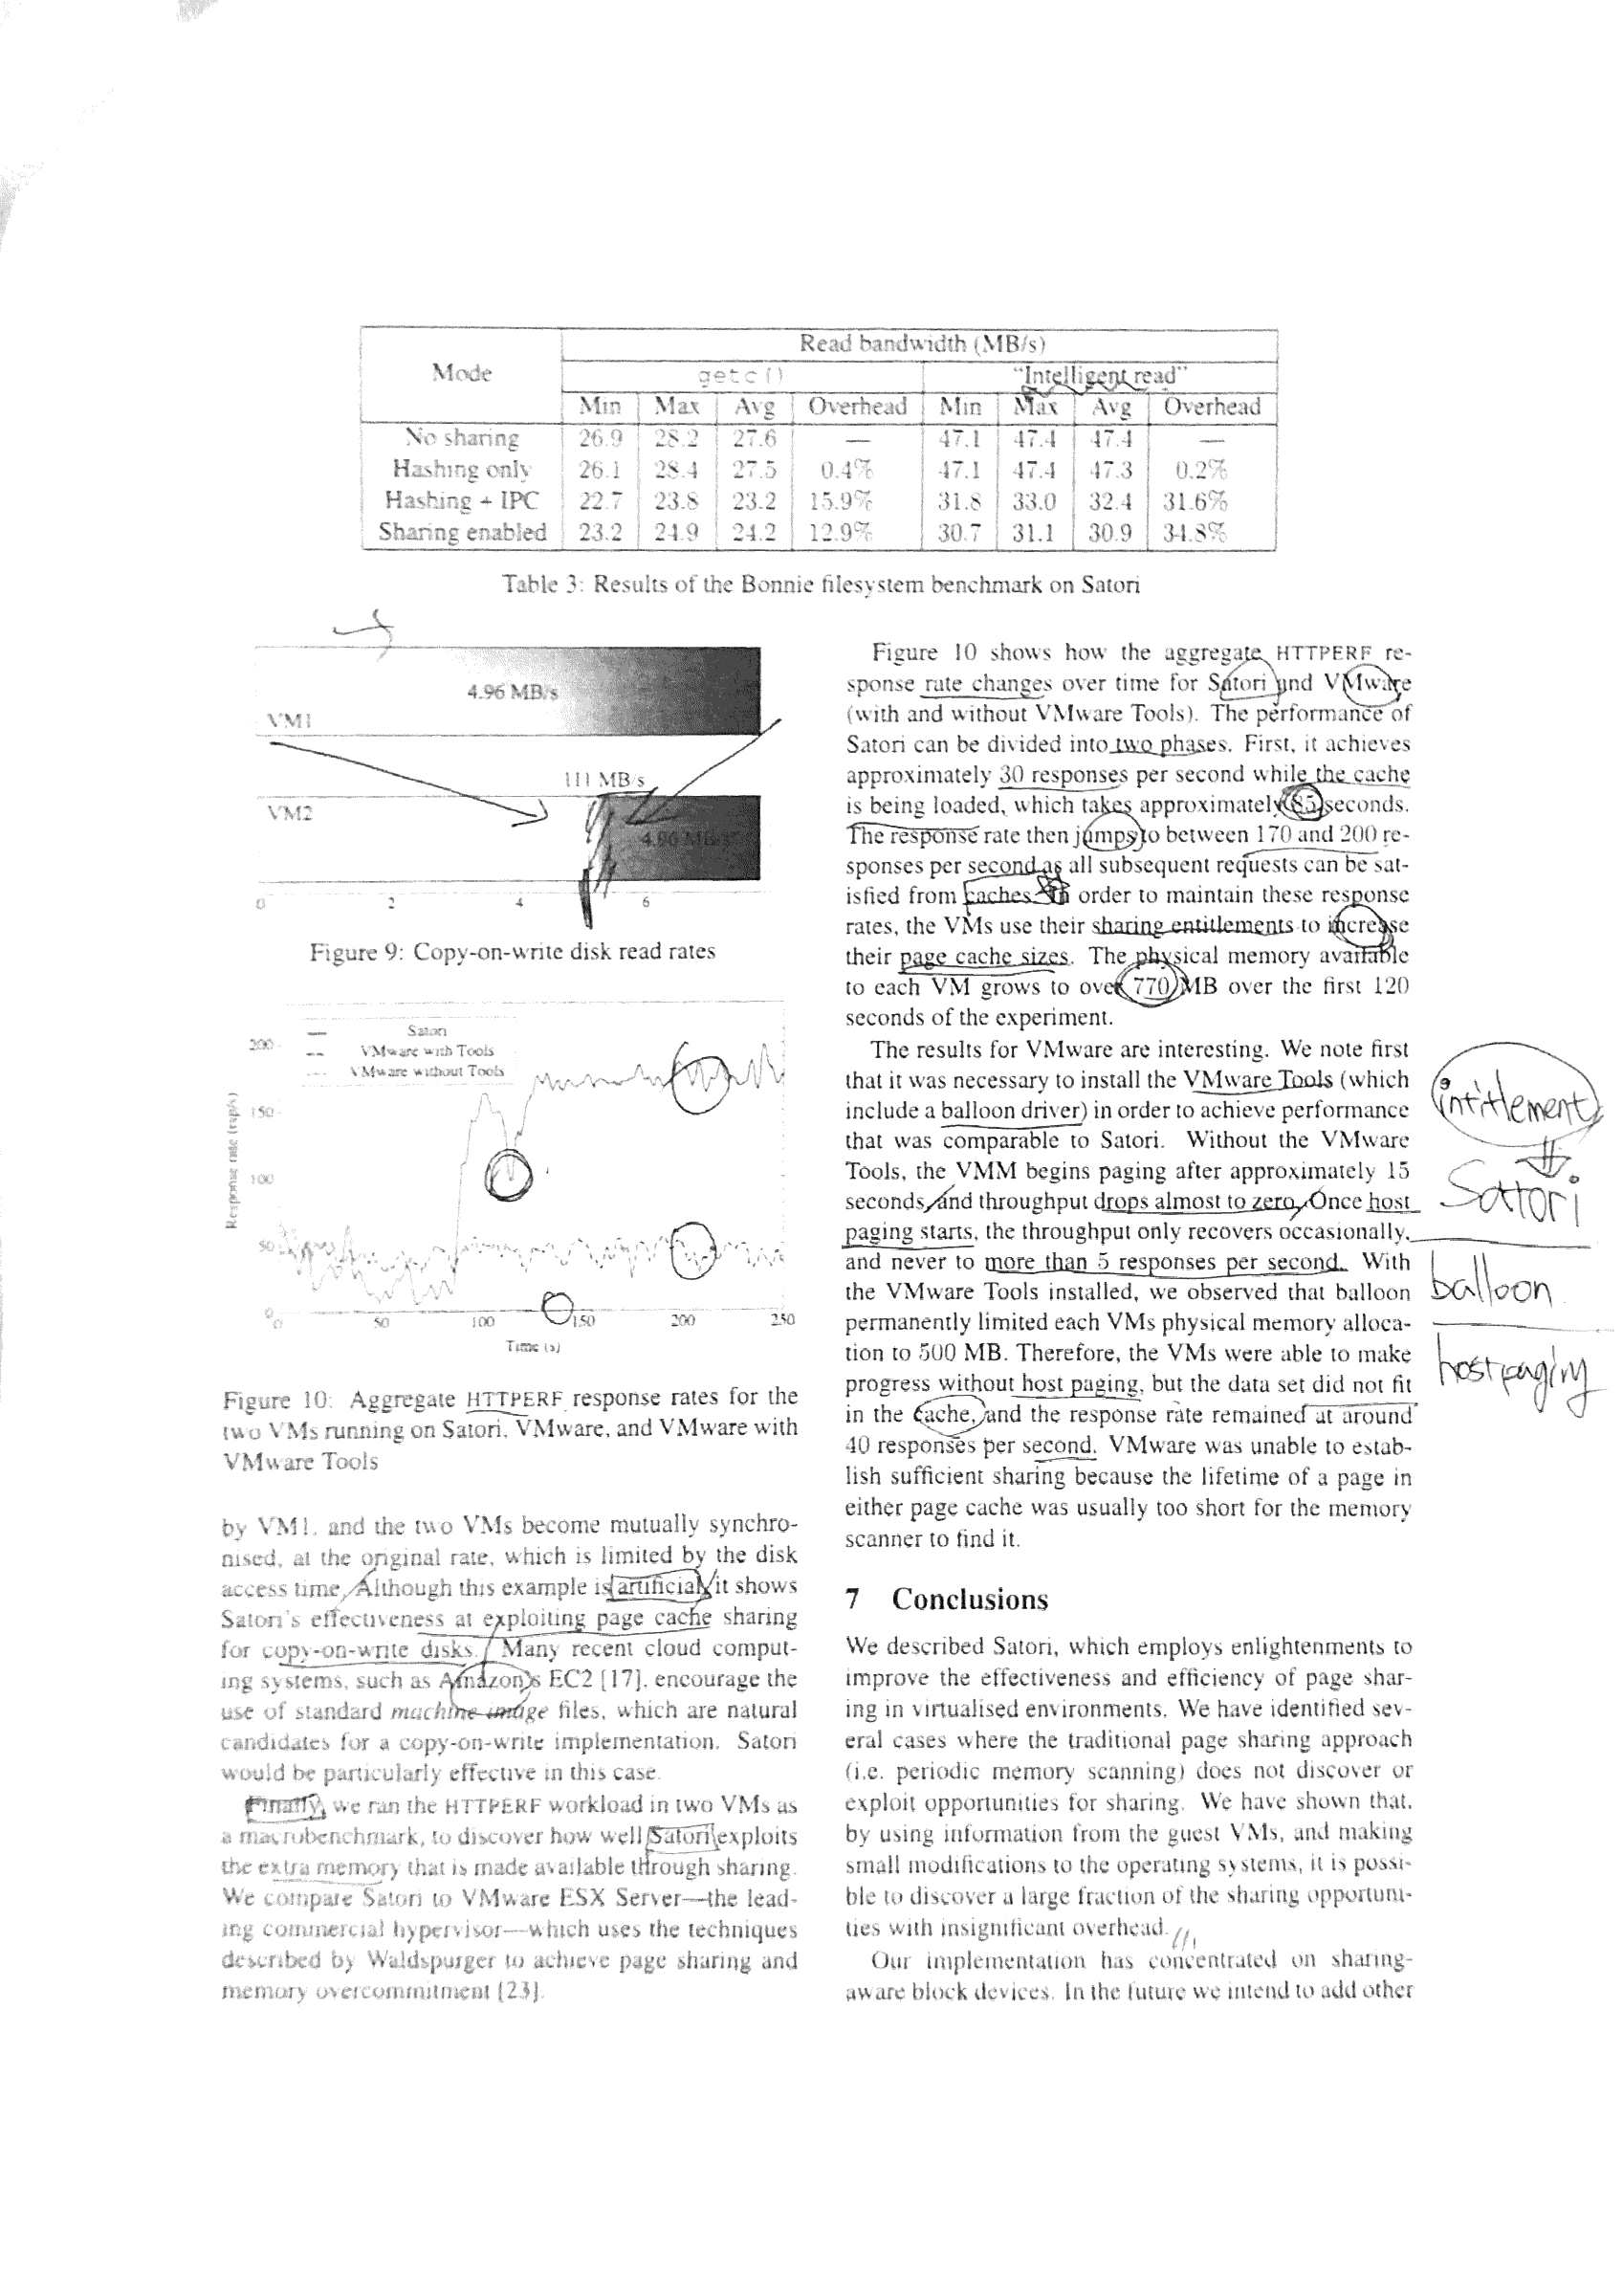 Read bandwidth (MB/s)
Mode getc() "Intelligent read"
Min Max Avg Overhead Min Max Avg Overhead
No sharing 26.9 28.2 27.6 — 47.1 47.4 47.4 —
Hashing only 26.1 28.4 27.5 0.4% 47.1 47.4 47.3 0.2%
Hashing + IPC 22.7 23.8 23.2 15.9% 31.8 33.0 32.4 31.6%
Sharing enabled 23.2 24.9 24.2 12.9% 30.7 31.1 30.9 34.8%
Table 3: Results of the Bonnie filesystem benchmark on Satori
4.96 MB/s
VM1
111 MB/s
VM2
4.96 MB/s
0 2 4 6
Figure 9: Copy-on-write disk read rates
Satori
VMware with Tools
VMware without Tools
200
150
100
50
0
Response rate (rsp/s)
0 50 100 150 200 250
Time (s)
Figure 10: Aggregate HTTPERF response rates for the
two VMs running on Satori, VMware, and VMware with
VMware Tools
by VM1, and the two VMs become mutually synchro-
nised, at the original rate, which is limited by the disk
access time. Although this example is artificial, it shows
Satori's effectiveness at exploiting page cache sharing
for copy-on-write disks. Many recent cloud comput-
ing systems, such as Amazon's EC2 [17], encourage the
use of standard machine image files, which are natural
candidates for a copy-on-write implementation. Satori
would be particularly effective in this case.
Finally, we ran the HTTPERF workload in two VMs as
a macrobenchmark, to discover how well Satori exploits
the extra memory that is made available through sharing.
We compare Satori to VMware ESX Server—the lead-
ing commercial hypervisor—which uses the techniques
described by Waldspurger to achieve page sharing and
memory overcommitment [23].
Figure 10 shows how the aggregate HTTPERF re-
sponse rate changes over time for Satori and VMware
(with and without VMware Tools). The performance of
Satori can be divided into two phases. First, it achieves
approximately 30 responses per second while the cache
is being loaded, which takes approximately 85 seconds.
The response rate then jumps to between 170 and 200 re-
sponses per second as all subsequent requests can be sat-
isfied from caches. In order to maintain these response
rates, the VMs use their sharing entitlements to increase
their page cache sizes. The physical memory available
to each VM grows to over 770 MB over the first 120
seconds of the experiment.
The results for VMware are interesting. We note first
that it was necessary to install the VMware Tools (which
include a balloon driver) in order to achieve performance
that was comparable to Satori. Without the VMware
Tools, the VMM begins paging after approximately 15
seconds, and throughput drops almost to zero. Once host
paging starts, the throughput only recovers occasionally,
and never to more than 5 responses per second. With
the VMware Tools installed, we observed that balloon
permanently limited each VMs physical memory alloca-
tion to 500 MB. Therefore, the VMs were able to make
progress without host paging, but the data set did not fit
in the cache, and the response rate remained at around
40 responses per second. VMware was unable to estab-
lish sufficient sharing because the lifetime of a page in
either page cache was usually too short for the memory
scanner to find it.
7 Conclusions
We described Satori, which employs enlightenments to
improve the effectiveness and efficiency of page shar-
ing in virtualised environments. We have identified sev-
eral cases where the traditional page sharing approach
(i.e. periodic memory scanning) does not discover or
exploit opportunities for sharing. We have shown that,
by using information from the guest VMs, and making
small modifications to the operating systems, it is possi-
ble to discover a large fraction of the sharing opportuni-
ties with insignificant overhead.
Our implementation has concentrated on sharing-
aware block devices. In the future we intend to add other
intitlement
Sattori
balloon
host paging